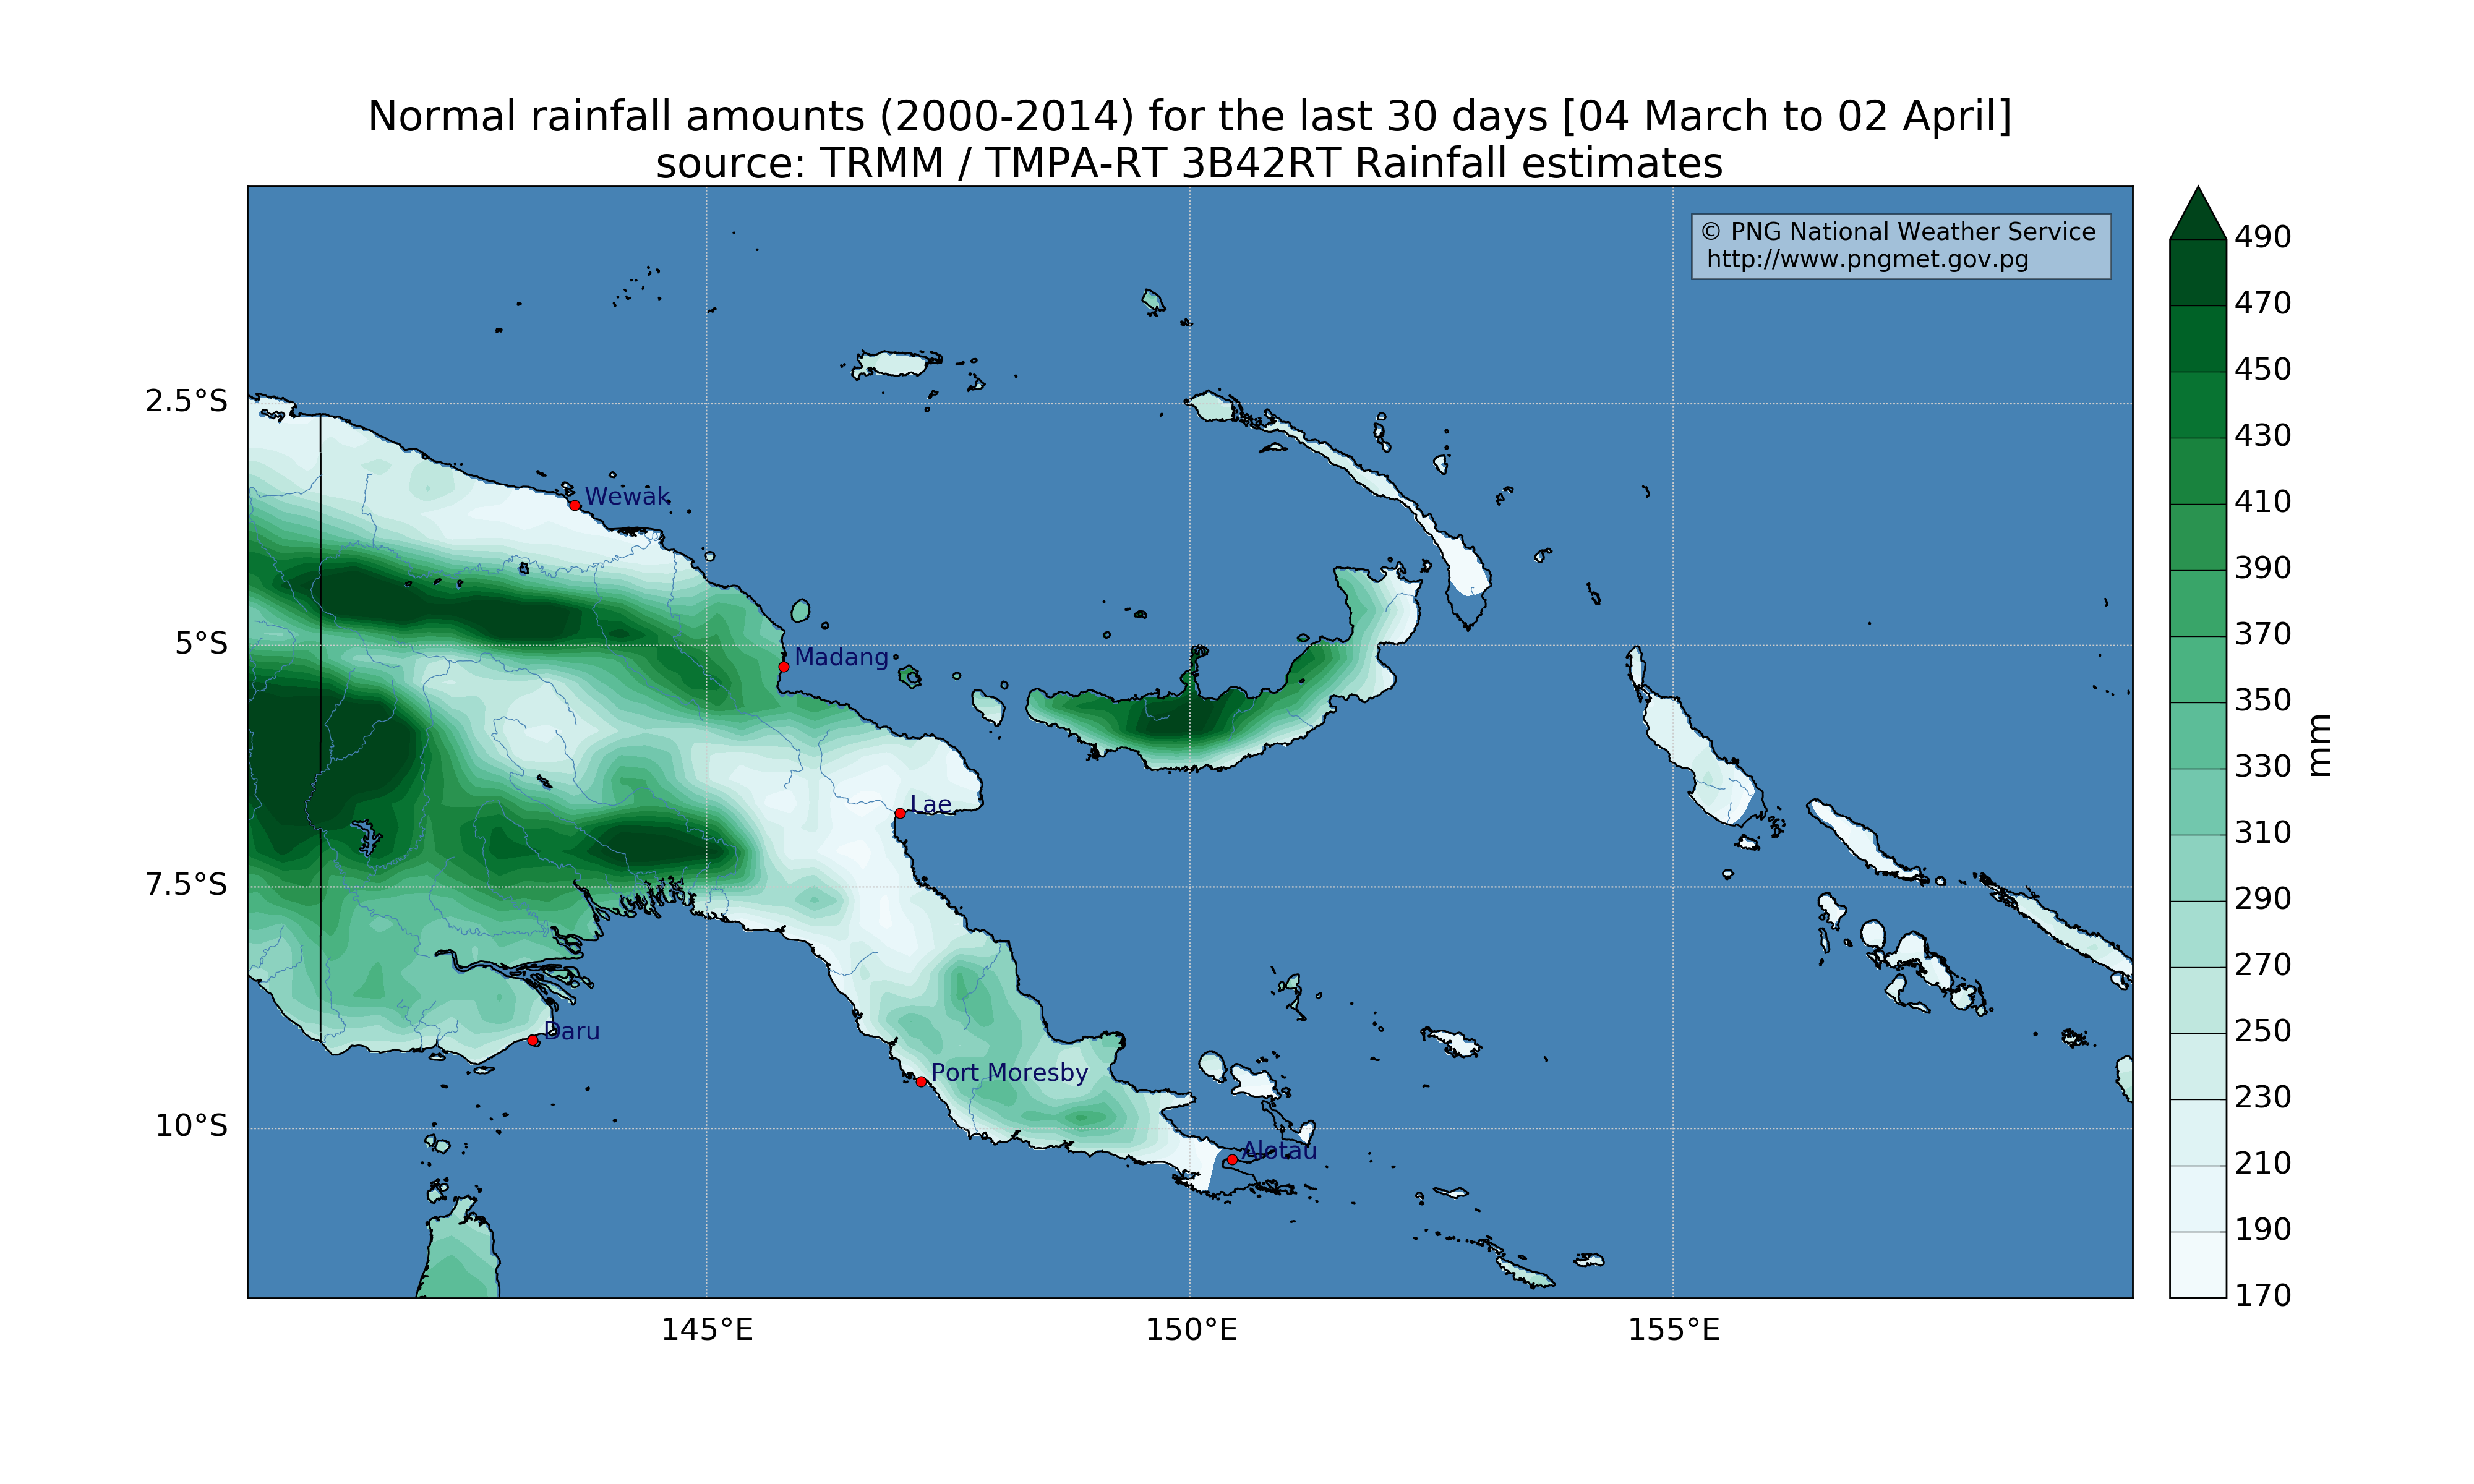 Normal rainfall amounts (2000-2014) for the last 30 days [04 March to 02 April]
source: TRMM / TMPA-RT 3B42RT Rainfall estimates
© PNG National Weather Service
http://www.pngmet.gov.pg
490
470
450
430
410
390
370
350
330
310
290
270
250
230
210
190
170
mm
2.5°S
5°S
7.5°S
10°S
Wewak
Madang
Lae
Daru
Port Moresby
Alotau
145°E
150°E
155°E